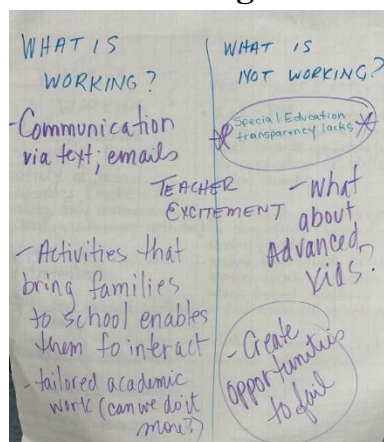 WHAT IS
WORKING?
- Communication
via text; emails
TEACHER
EXCITEMENT
- Activities that
bring families
to school enables
them to interact
- tailored academic
work (can we do it
more?)
WHAT IS
NOT WORKING?
Special Education
transparency lacks
- What
about
Advanced
Kids?
- Create
opportunities
to fail